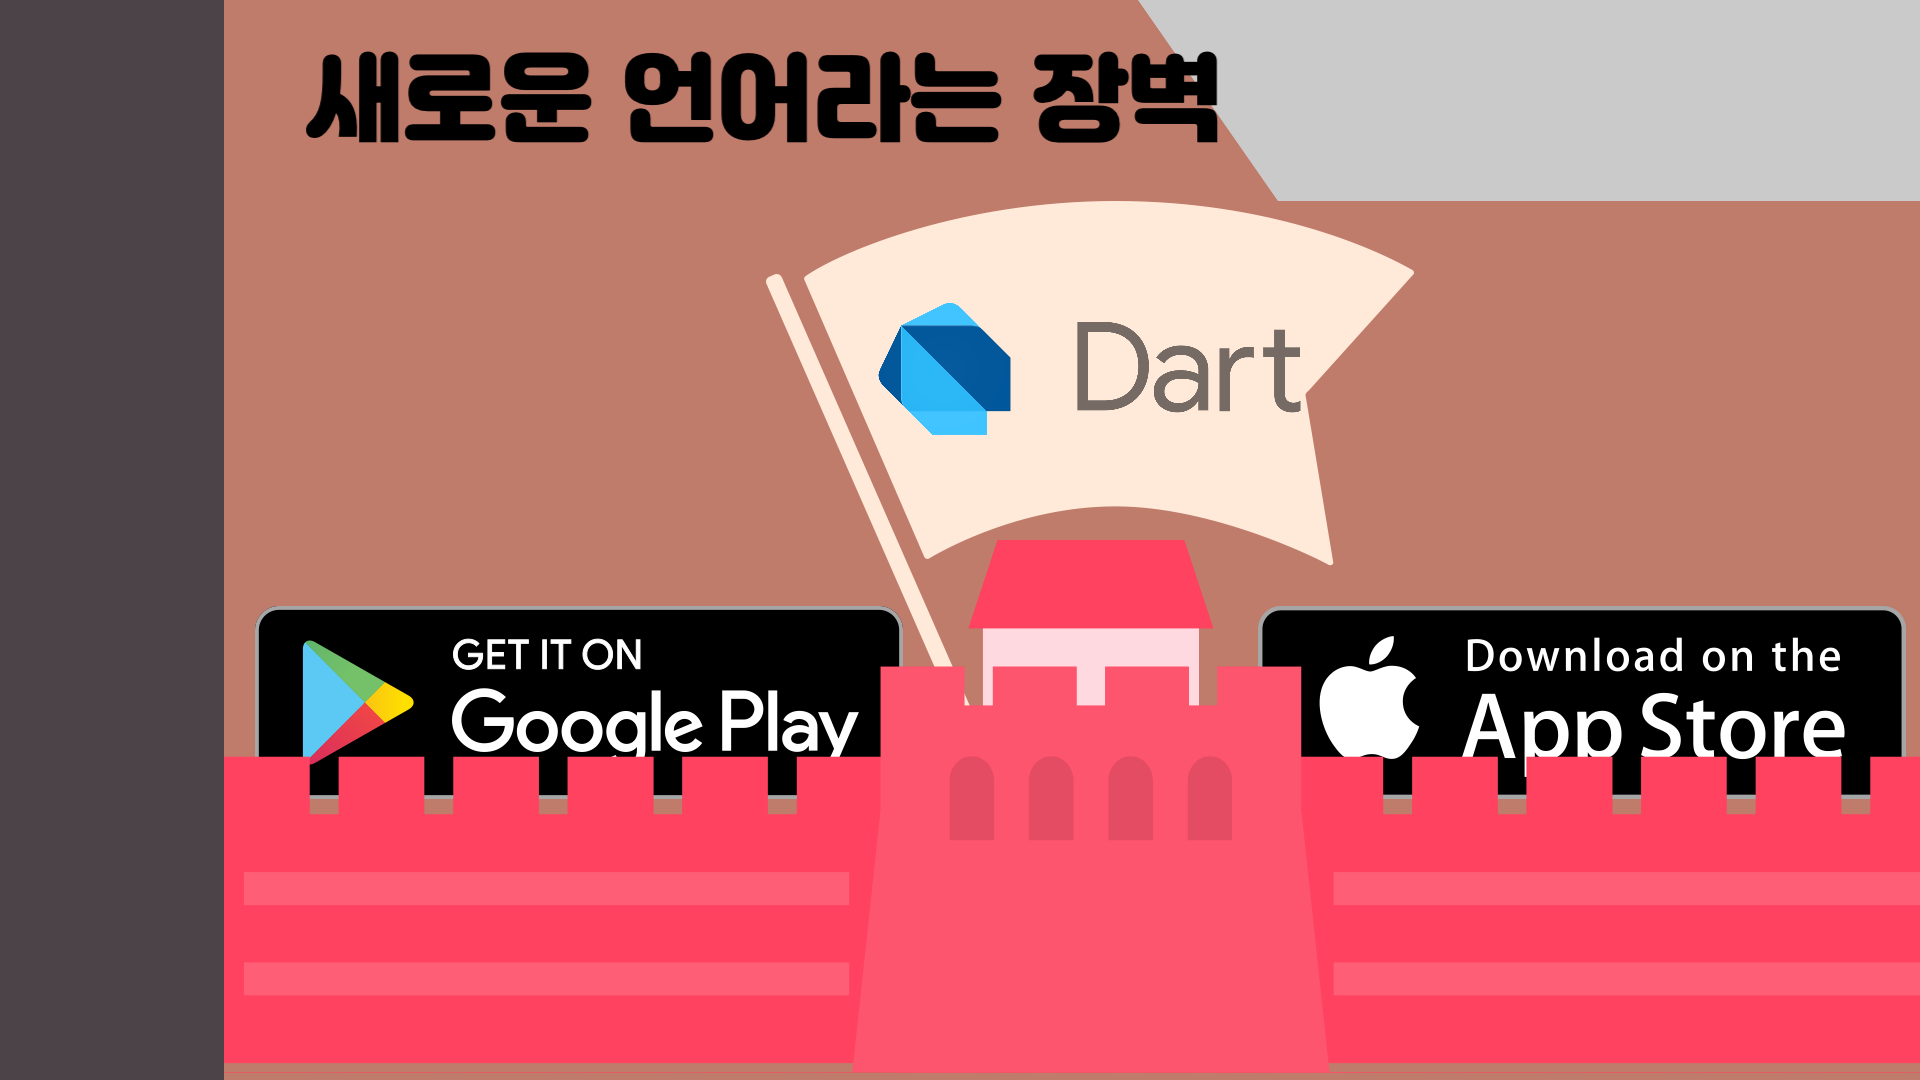 새로운 언어라는 장벽
Dart
GET IT ON
Google Play
Download on the
App Store